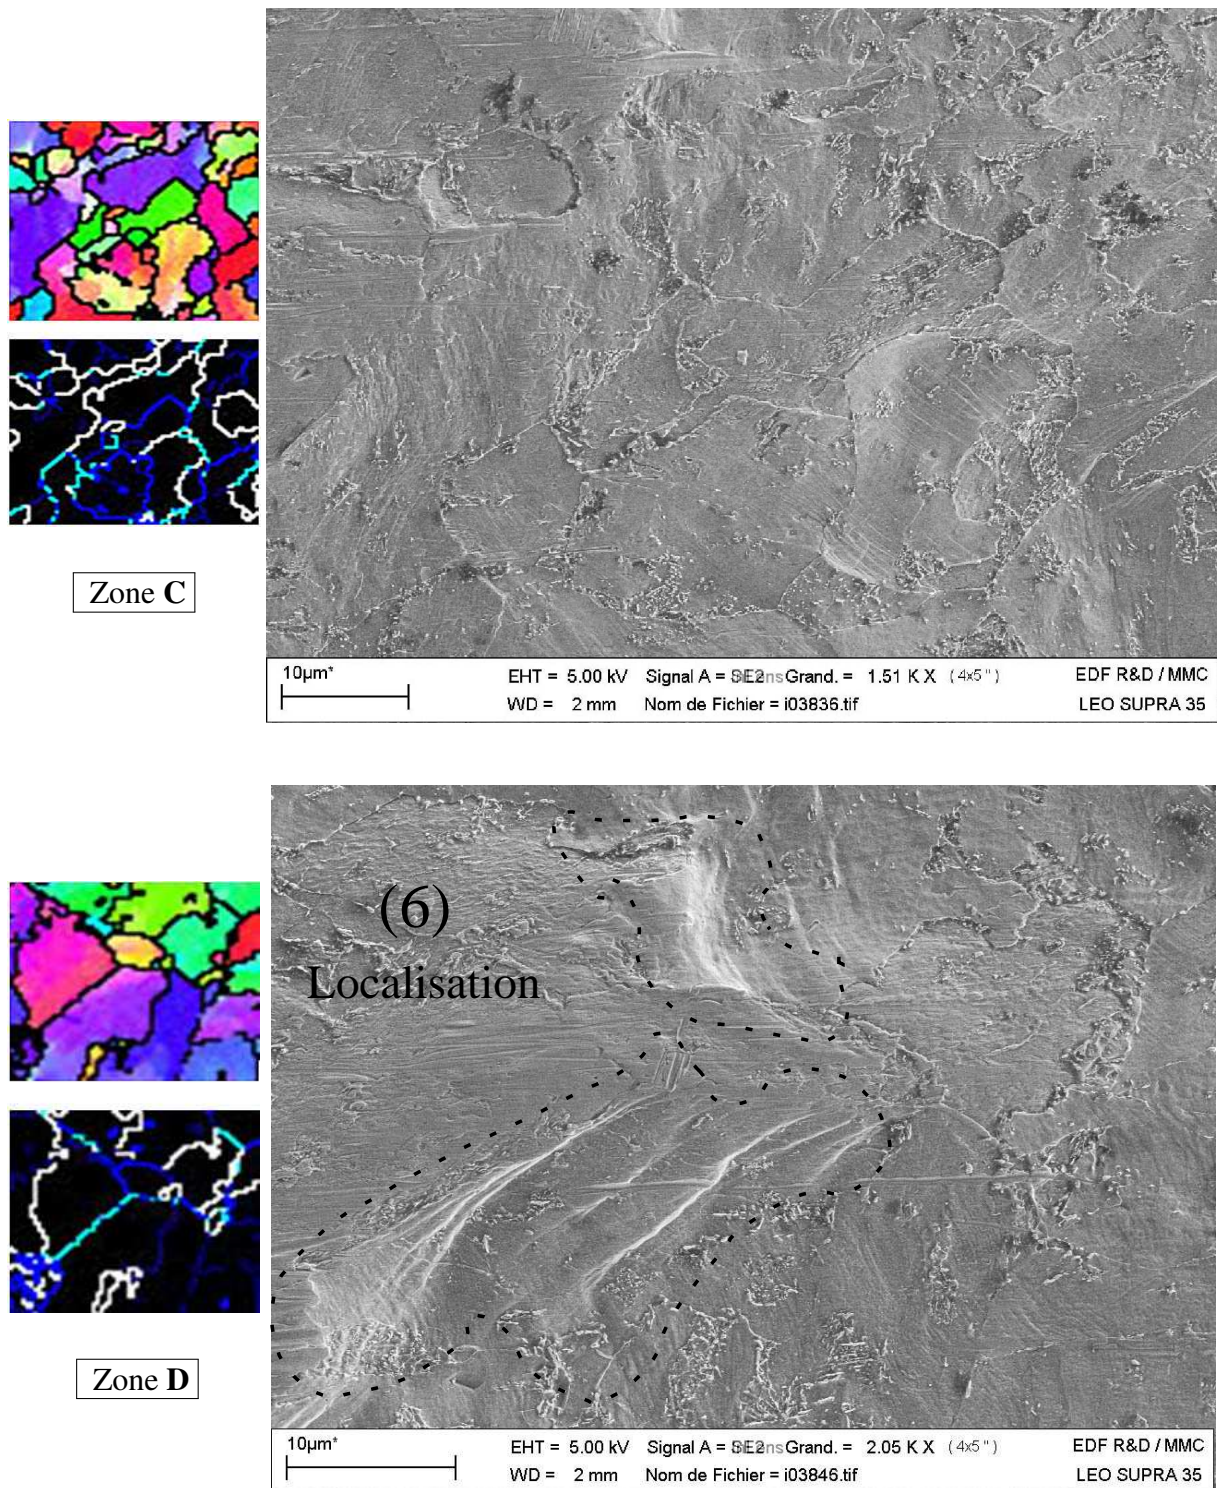 Zone C
10µm*
EHT = 5.00 kV Signal A = Grand. = 1.51 K X (4x5")
EDF R&D / MMC
WD = 2 mm Nom de Fichier = i03836.tif
LEO SUPRA 35
(6)
Localisation
Zone D
10µm*
EHT = 5.00 kV Signal A = Grand. = 2.05 K X (4x5")
EDF R&D / MMC
WD = 2 mm Nom de Fichier = i03846.tif
LEO SUPRA 35